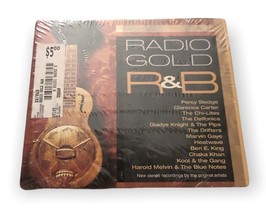 RADIO
GOLD
R&B
$5.00
Percy Sledge
Clarence Carter
The Chi-Lites
The Delfonics
Gladys Knight & The Pips
The Drifters
Marvin Gaye
Heatwave
Ben E. King
Chaka Khan
Kool & the Gang
Harold Melvin & The Blue Notes
New stereo recordings by the original artists